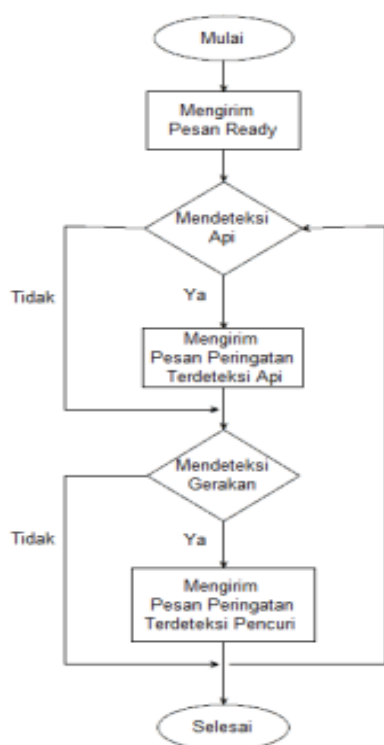 Mulai
Mengirim
Pesan Ready
Mendeteksi
Api
Tidak
Ya
Mengirim
Pesan Peringatan
Terdeteksi Api
Mendeteksi
Gerakan
Tidak
Ya
Mengirim
Pesan Peringatan
Terdeteksi Pencuri
Selesai